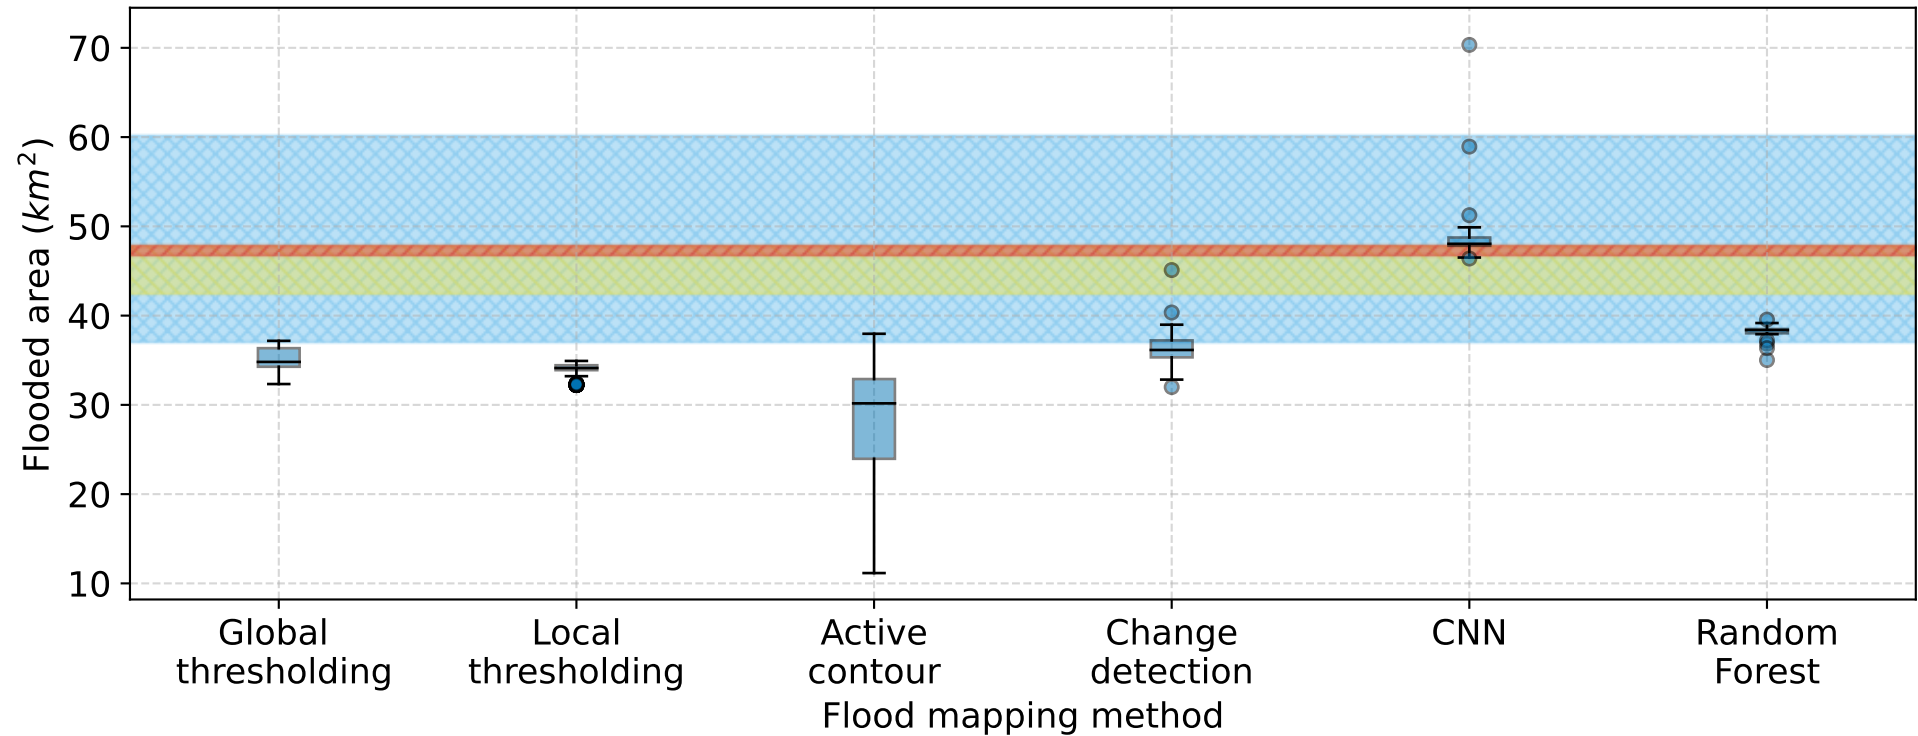 Flooded area (km²)
70
60
50
40
30
20
10
Global
thresholding
Local
thresholding
Active
contour
Change
detection
CNN
Random
Forest
Flood mapping method